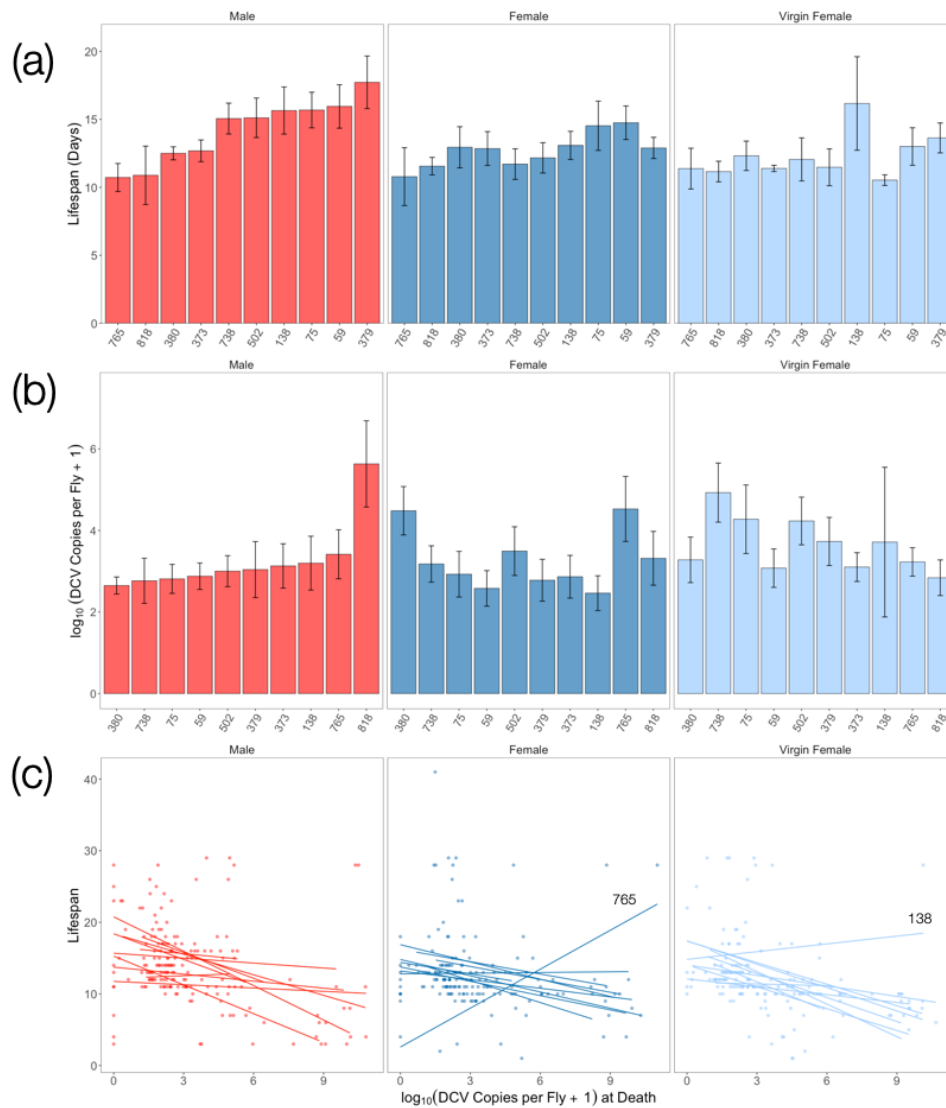 (a)
Male Female Virgin Female
Lifespan (Days)
20
15
10
5
0
765 818 380 373 738 502 138 75 59 379
765 818 380 373 738 502 138 75 59 379
765 818 380 373 738 502 138 75 59 379
(b)
Male Female Virgin Female
log10 (DCV Copies per Fly + 1)
6
4
2
0
380 738 75 59 502 379 373 138 765 818
380 738 75 59 502 379 373 138 765 818
380 738 75 59 502 379 373 138 765 818
(c)
Male Female Virgin Female
Lifespan
40
30
20
10
0
765
138
0 3 6 9 0 3 6 9 0 3 6 9
log10(DCV Copies per Fly + 1) at Death